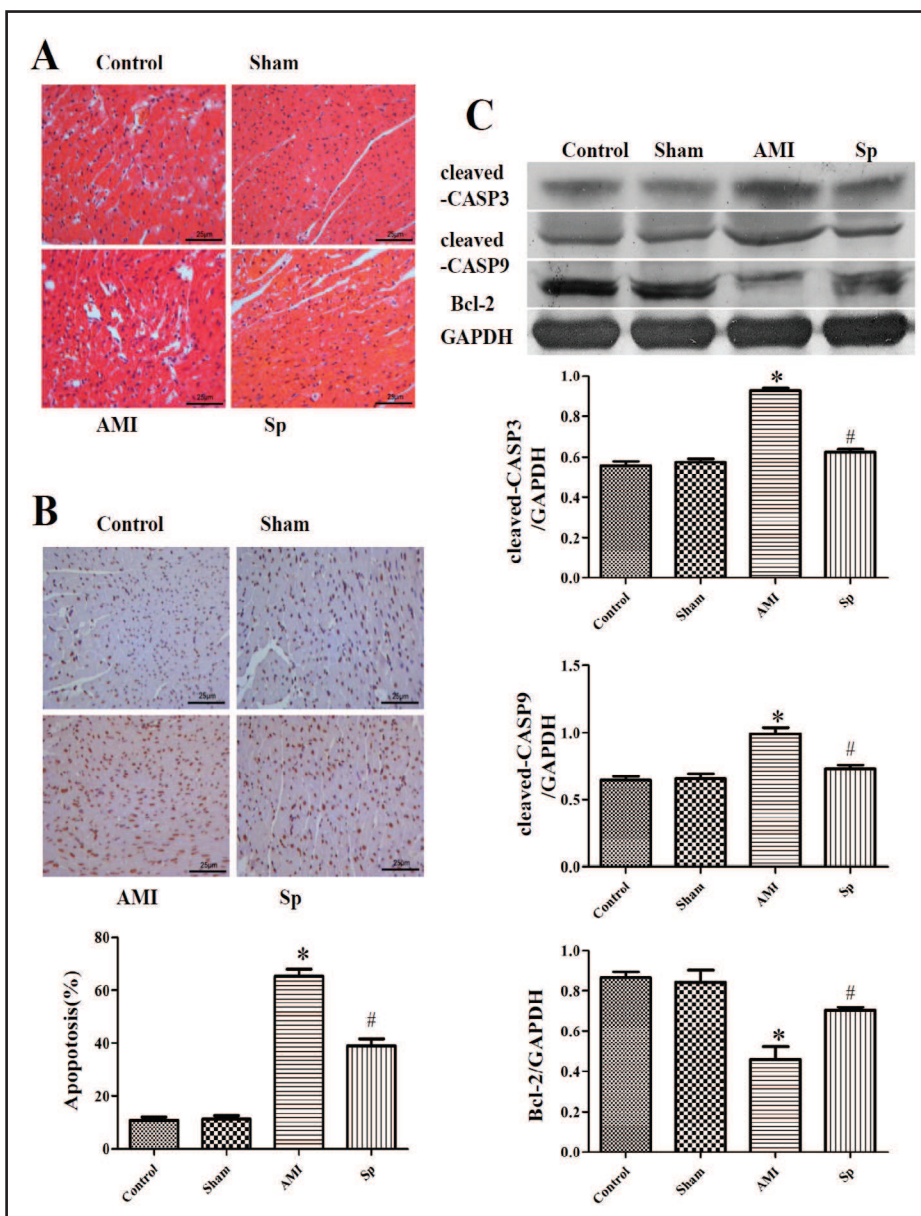 A
Control Sham
25μm 25μm
25μm 25μm
AMI Sp
B
Control Sham
25μm 25μm
25μm 25μm
AMI Sp
Apopotosis(%)
80
60
40
20
0
*
#
Control Sham AMI Sp
C
Control Sham AMI Sp
cleaved
-CASP3
cleaved
-CASP9
Bcl-2
GAPDH
cleaved-CASP3
/GAPDH
1.0
0.8
0.6
0.4
0.2
0.0
*
#
Control Sham AMI Sp
cleaved-CASP9
/GAPDH
1.5
1.0
0.5
0.0
*
#
Control Sham AMI Sp
Bcl-2/GAPDH
1.0
0.8
0.6
0.4
0.2
0.0
*
#
Control Sham AMI Sp